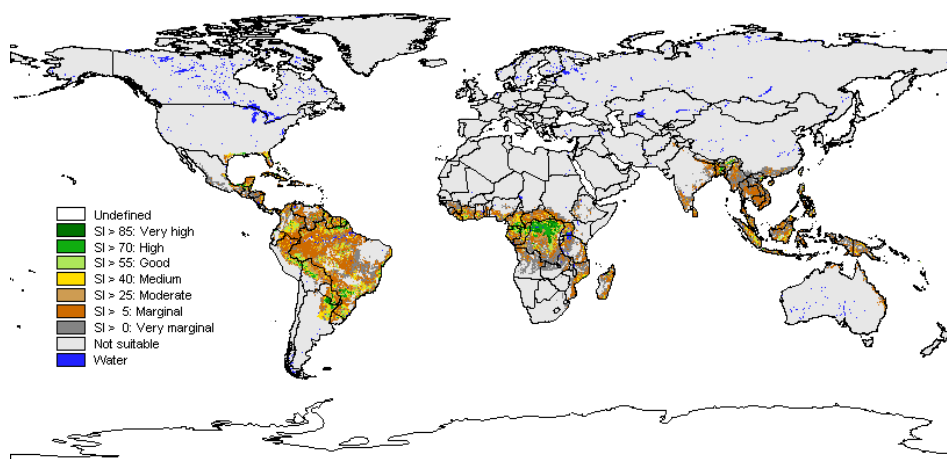 Undefined
SI > 85: Very high
SI > 70: High
SI > 55: Good
SI > 40: Medium
SI > 25: Moderate
SI > 5: Marginal
SI > 0: Very marginal
Not suitable
Water